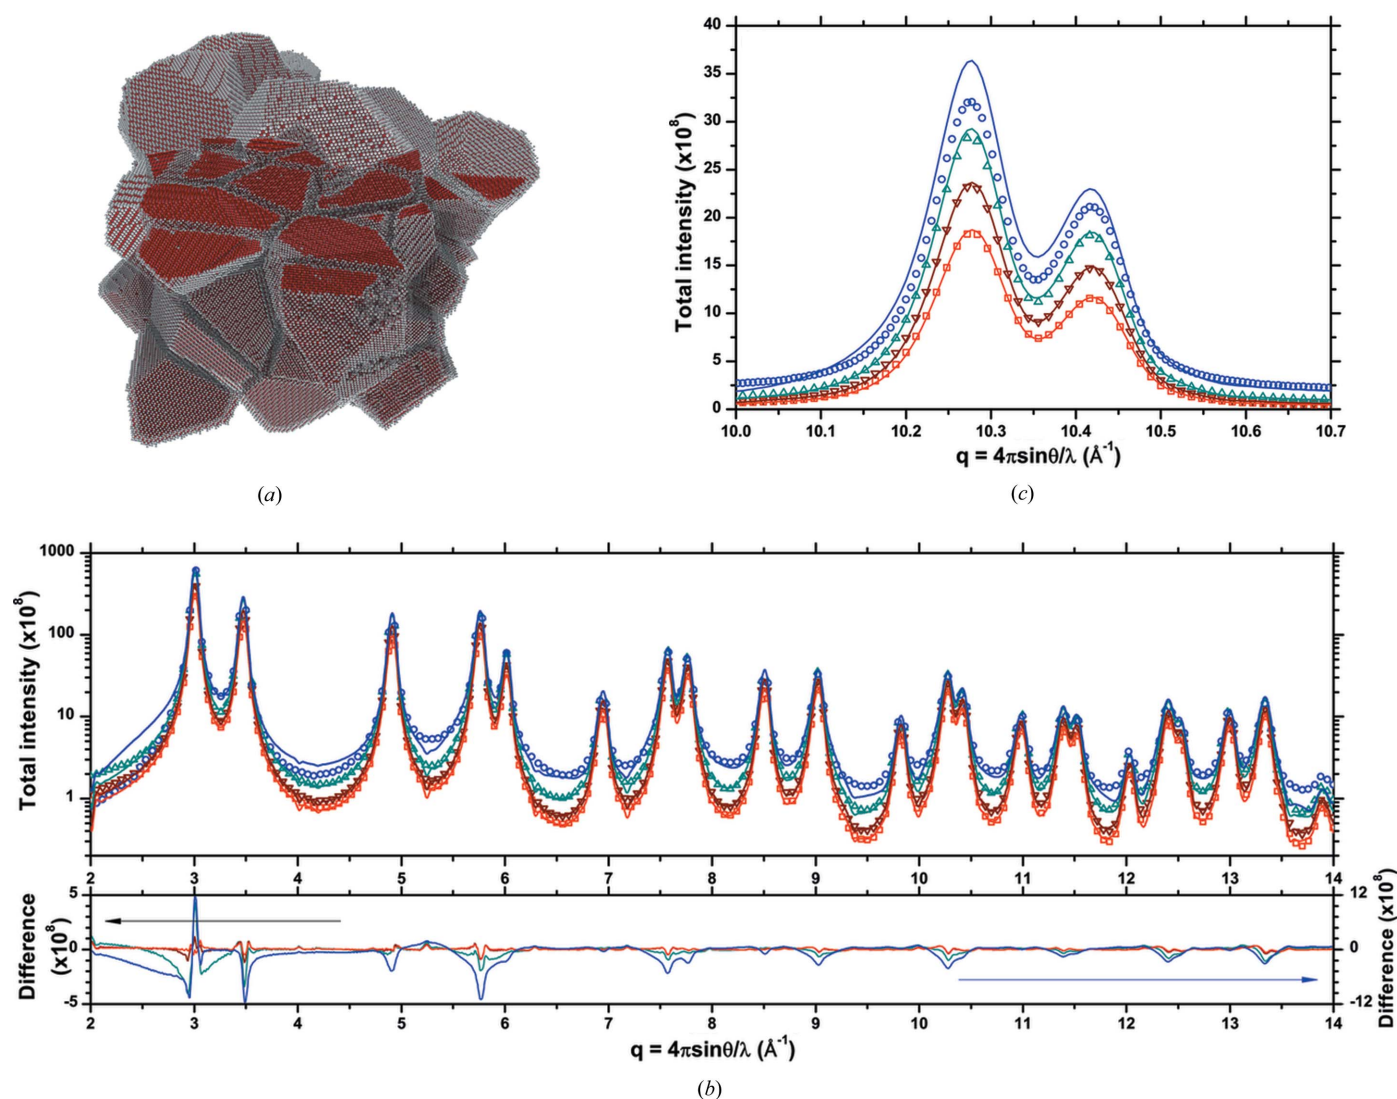 40
35
30
25
20
15
10
5
0
Total intensity (x10⁸)
10.0 10.1 10.2 10.3 10.4 10.5 10.6 10.7
q = 4πsinθ/λ (Å⁻¹)
(a)
(c)
1000
100
10
1
Total intensity (x10⁸)
2 3 4 5 6 7 8 9 10 11 12 13 14
5
0
-5
Difference
(x10⁸)
12
0
-12
Difference (x10⁸)
2 3 4 5 6 7 8 9 10 11 12 13 14
q = 4πsinθ/λ (Å⁻¹)
(b)